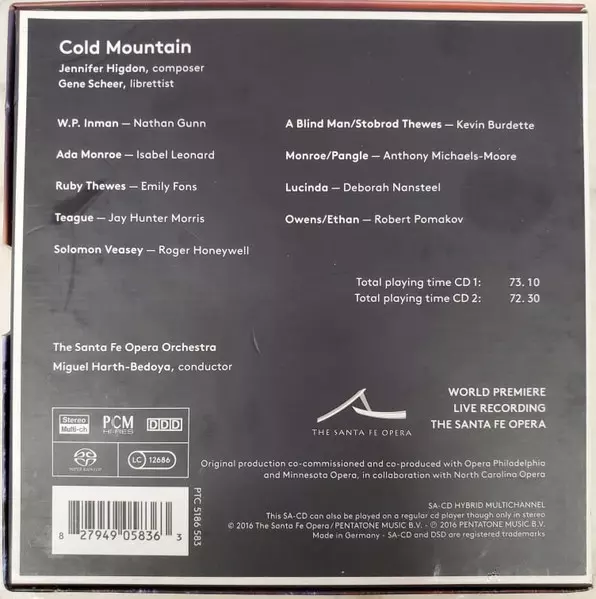 Cold Mountain
Jennifer Higdon, composer
Gene Scheer, librettist
W.P. Inman — Nathan Gunn
Ada Monroe — Isabel Leonard
Ruby Thewes — Emily Fons
Teague — Jay Hunter Morris
Solomon Veasey — Roger Honeywell
A Blind Man/Stobrod Thewes — Kevin Burdette
Monroe/Pangle — Anthony Michaels-Moore
Lucinda — Deborah Nansteel
Owens/Ethan — Robert Pomakov
Total playing time CD 1: 73. 10
Total playing time CD 2: 72. 30
The Santa Fe Opera Orchestra
Miguel Harth-Bedoya, conductor
THE SANTA FE OPERA
WORLD PREMIERE
LIVE RECORDING
THE SANTA FE OPERA
Stereo
Multi-ch
PCM
HI-RES
DDD
SUPER AUDIO CD
LC 12686
Original production co-commissioned and co-produced with Opera Philadelphia
and Minnesota Opera, in collaboration with North Carolina Opera
PTC 5186 583
8 27949 05836 3
SA-CD HYBRID MULTICHANNEL
This SA-CD can also be played on a regular cd player though only in stereo
© 2016 The Santa Fe Opera/PENTATONE MUSIC B.V. - ℗ 2016 PENTATONE MUSIC B.V.
Made in Germany - SA-CD and DSD are registered trademarks